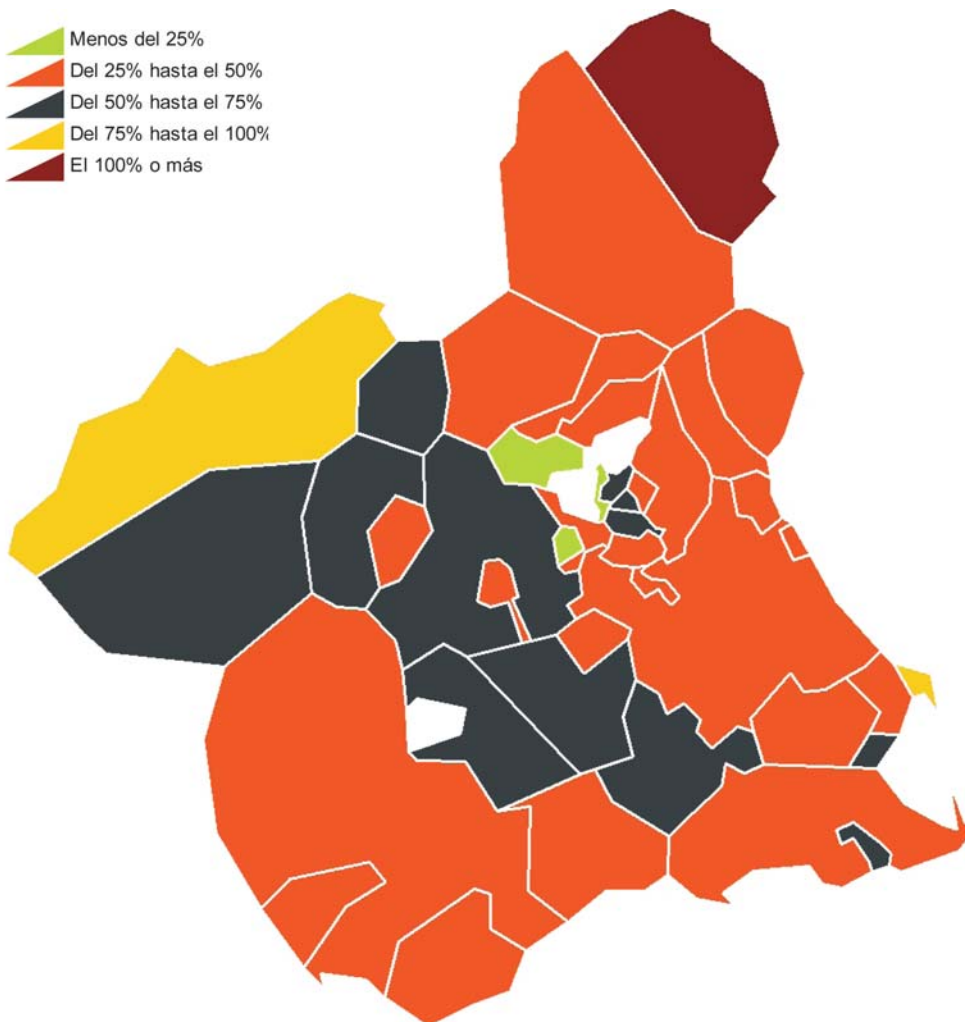 Menos del 25%
Del 25% hasta el 50%
Del 50% hasta el 75%
Del 75% hasta el 100%
El 100% o más